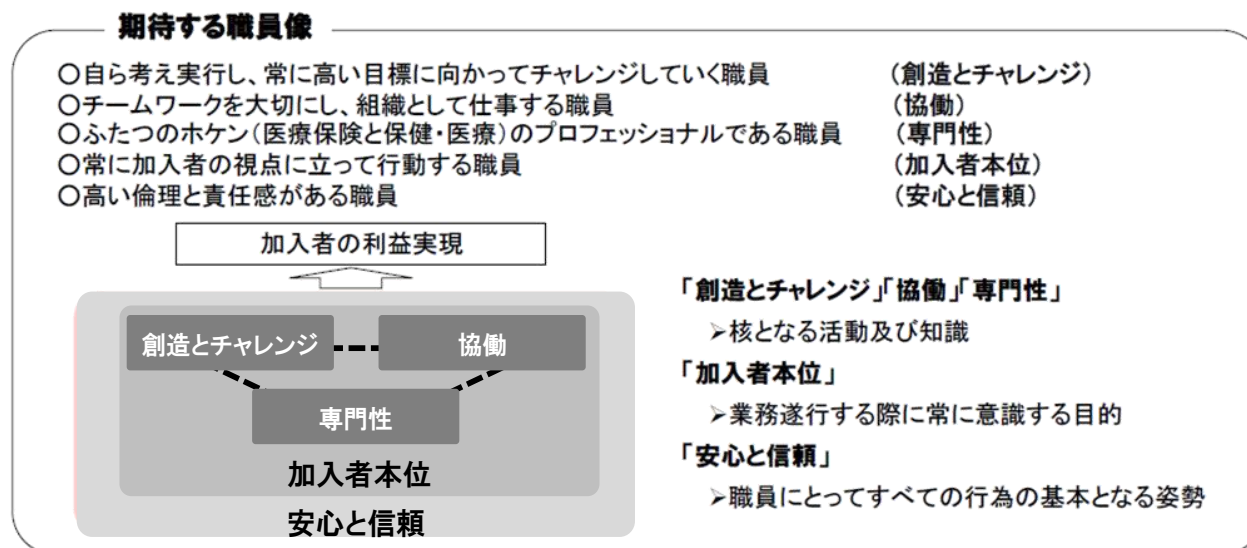 期待する職員像
○自ら考え実行し、常に高い目標に向かってチャレンジしていく職員 (創造とチャレンジ)
○チームワークを大切にし、組織として仕事する職員 (協働)
○ふたつのホケン(医療保険と保健・医療)のプロフェッショナルである職員 (専門性)
○常に加入者の視点に立って行動する職員 (加入者本位)
○高い倫理と責任感がある職員 (安心と信頼)
加入者の利益実現
創造とチャレンジ
協働
専門性
加入者本位
安心と信頼
「創造とチャレンジ」「協働」「専門性」
➢核となる活動及び知識
「加入者本位」
➢業務遂行する際に常に意識する目的
「安心と信頼」
➢職員にとってすべての行為の基本となる姿勢